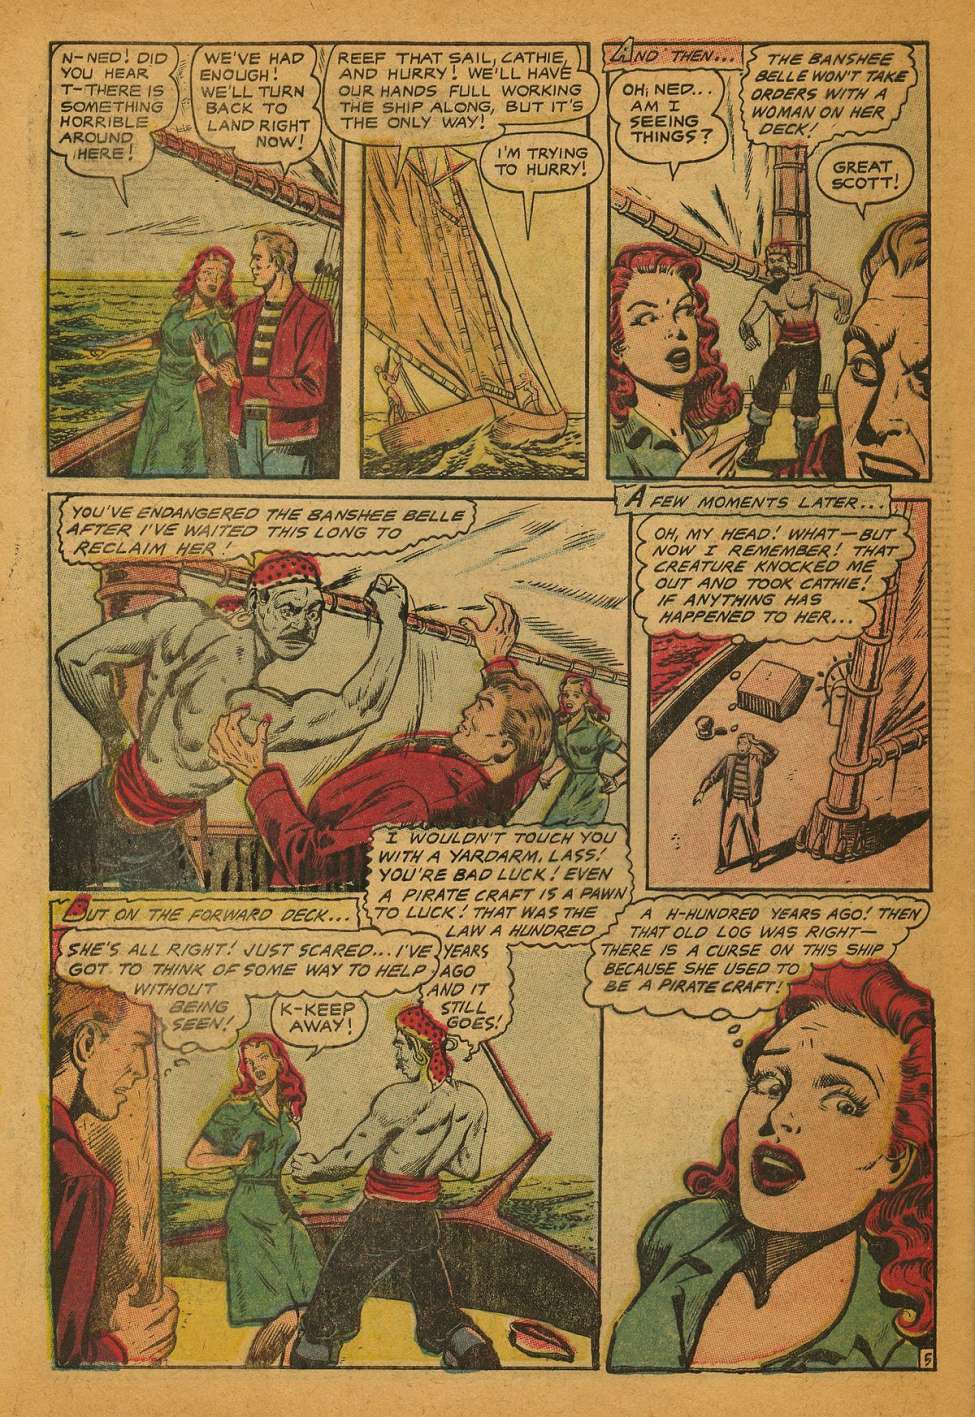 N-NED! DID
YOU HEAR
T-THERE IS
SOMETHING
HORRIBLE
AROUND
HERE!
WE'VE HAD
ENOUGH!
WE'LL TURN
BACK TO
LAND RIGHT
NOW!
REEF THAT SAIL, CATHIE,
AND HURRY! WE'LL HAVE
OUR HANDS FULL WORKING
THE SHIP ALONG, BUT IT'S
THE ONLY WAY!
I'M TRYING
TO HURRY!
AND THEN...
OH, NED...
AM I
SEEING
THINGS?
THE BANSHEE
BELLE WON'T TAKE
ORDERS WITH A
WOMAN ON HER
DECK!
GREAT
SCOTT!
YOU'VE ENDANGERED THE BANSHEE BELLE
AFTER I'VE WAITED THIS LONG TO
RECLAIM HER!
A FEW MOMENTS LATER...
OH, MY HEAD! WHAT—BUT
NOW I REMEMBER! THAT
CREATURE KNOCKED ME
OUT AND TOOK CATHIE!
IF ANYTHING HAS
HAPPENED TO HER...
BUT ON THE FORWARD DECK...
SHE'S ALL RIGHT! JUST SCARED... I'VE
GOT TO THINK OF SOME WAY TO HELP
WITHOUT
BEING
SEEN!
K-KEEP
AWAY!
I WOULDN'T TOUCH YOU
WITH A YARDARM, LASS!
YOU'RE BAD LUCK! EVEN
A PIRATE CRAFT IS A PAWN
TO LUCK! THAT WAS THE
LAW A HUNDRED
YEARS
AGO
AND IT
STILL
GOES!
A H-HUNDRED YEARS AGO! THEN
THAT OLD LOG WAS RIGHT—
THERE IS A CURSE ON THIS SHIP
BECAUSE SHE USED TO
BE A PIRATE CRAFT!
5